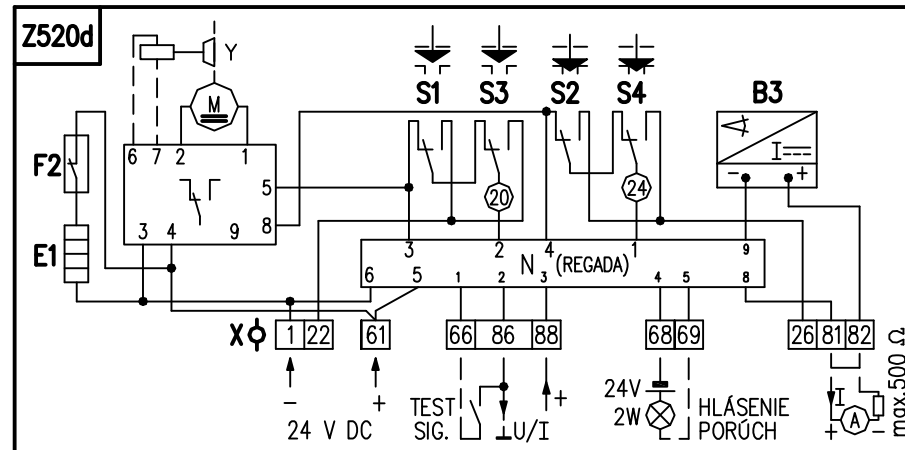 Z520d
Y
M
S1 S3 S2 S4 B3
6 7 2 1
I
- +
F2
5
8
20 24
3 4 9
E1
3 2 4 1 9
N (REGADA)
6 5 1 2 3 4 5 8
X 1 22 61 66 86 88 68 69 26 81 82
- +
24 V DC
TEST
SIG.
U/I
+
24V
2W
HLÁSENIE
PORÚCH
I
A
+ -
max.500 Ω